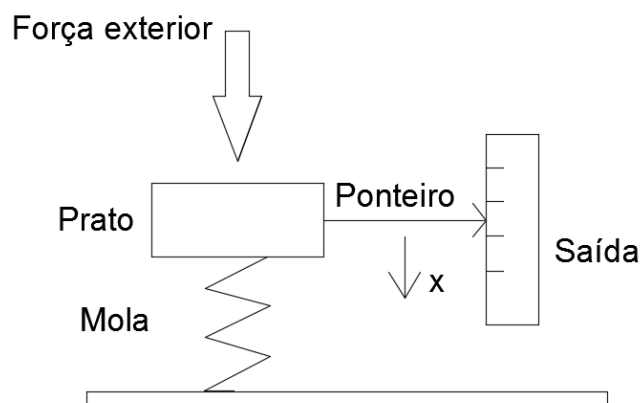 Força exterior
Ponteiro
Prato
Saída
x
Mola